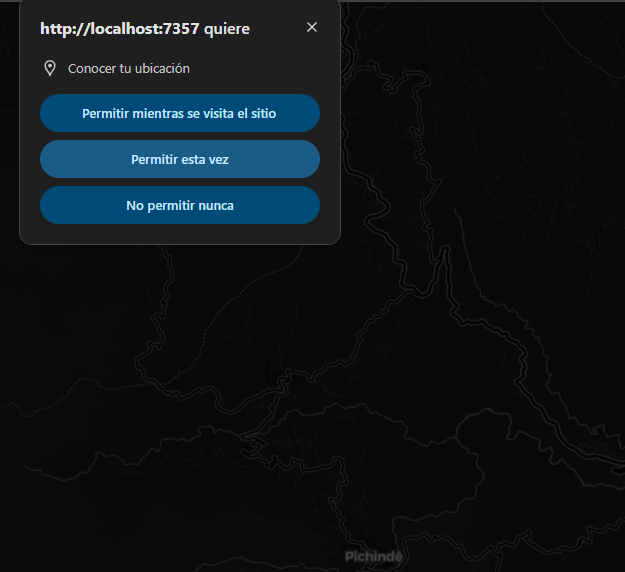 http://localhost:7357 quiere
Conocer tu ubicación
Permitir mientras se visita el sitio
Permitir esta vez
No permitir nunca
Pichindé